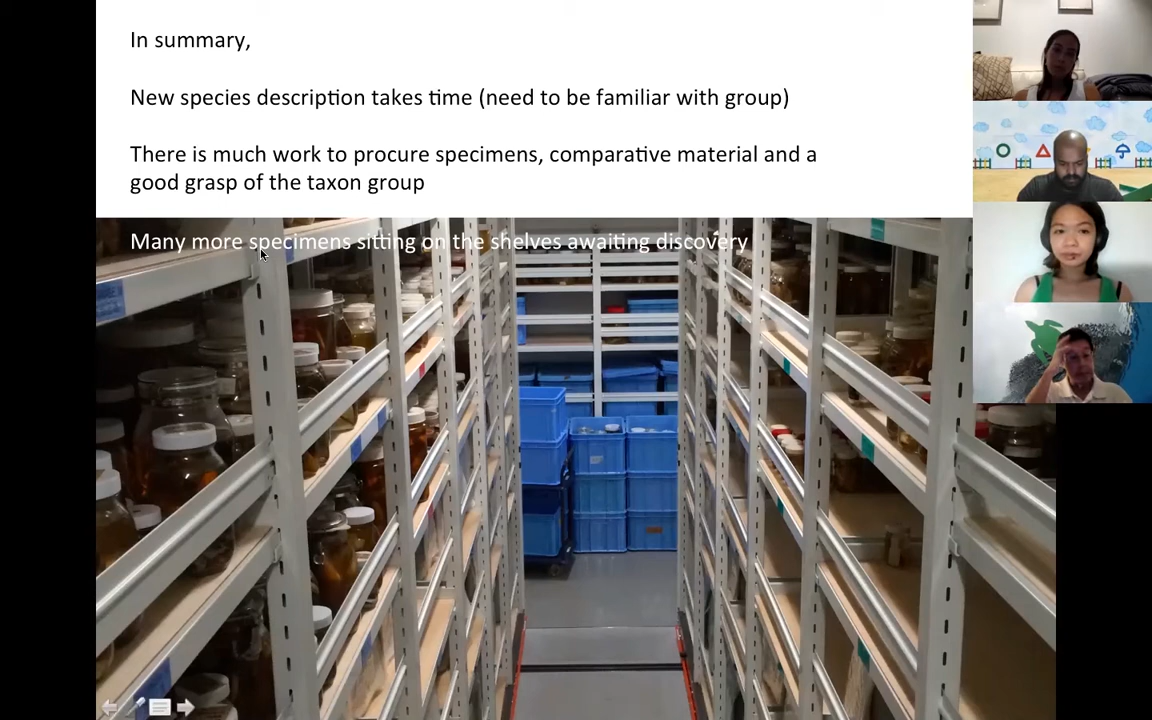 In summary,
New species description takes time (need to be familiar with group)
There is much work to procure specimens, comparative material and a
good grasp of the taxon group
Many more specimens sitting on the shelves awaiting discovery